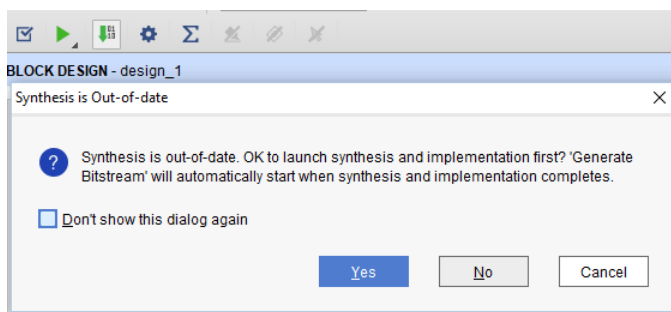 BLOCK DESIGN - design_1
Synthesis is Out-of-date
Synthesis is out-of-date. OK to launch synthesis and implementation first? 'Generate
Bitstream' will automatically start when synthesis and implementation completes.
Don't show this dialog again
Yes No Cancel